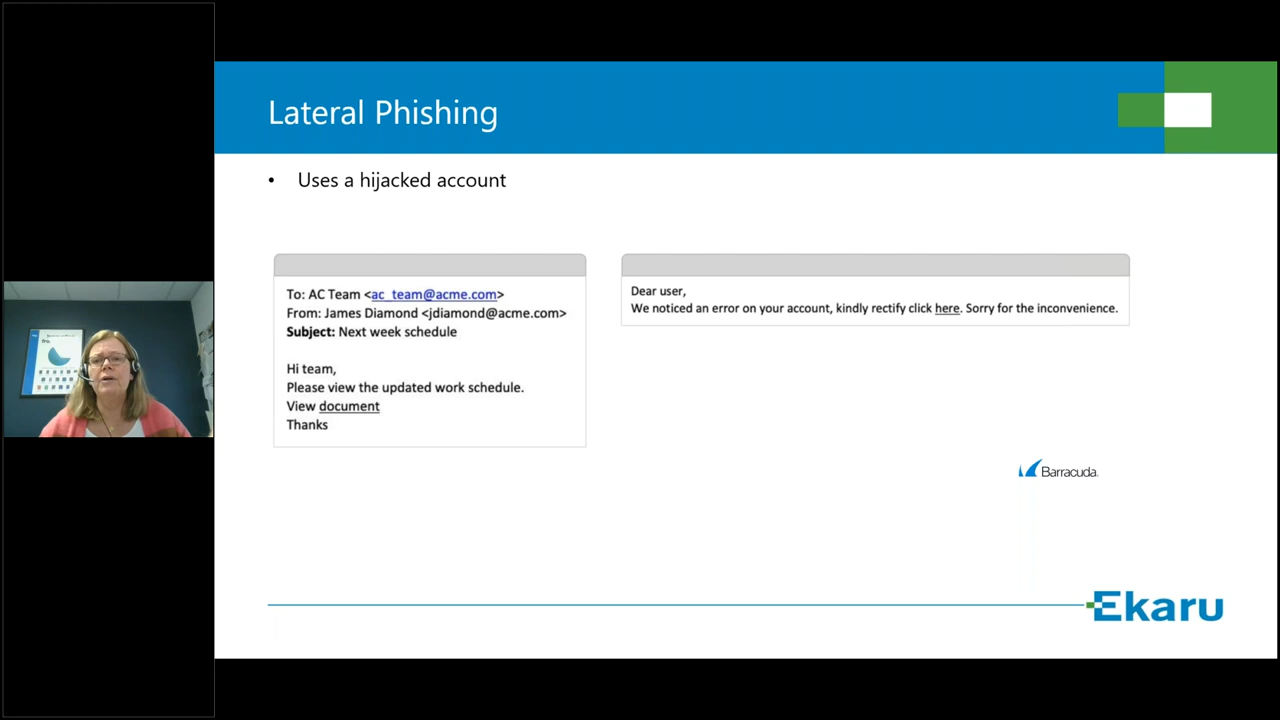 Lateral Phishing
• Uses a hijacked account
To: AC Team <ac_team@acme.com>
From: James Diamond <jdiamond@acme.com>
Subject: Next week schedule
Hi team,
Please view the updated work schedule.
View document
Thanks
Dear user,
We noticed an error on your account, kindly rectify click here. Sorry for the inconvenience.
Barracuda
Ekaru